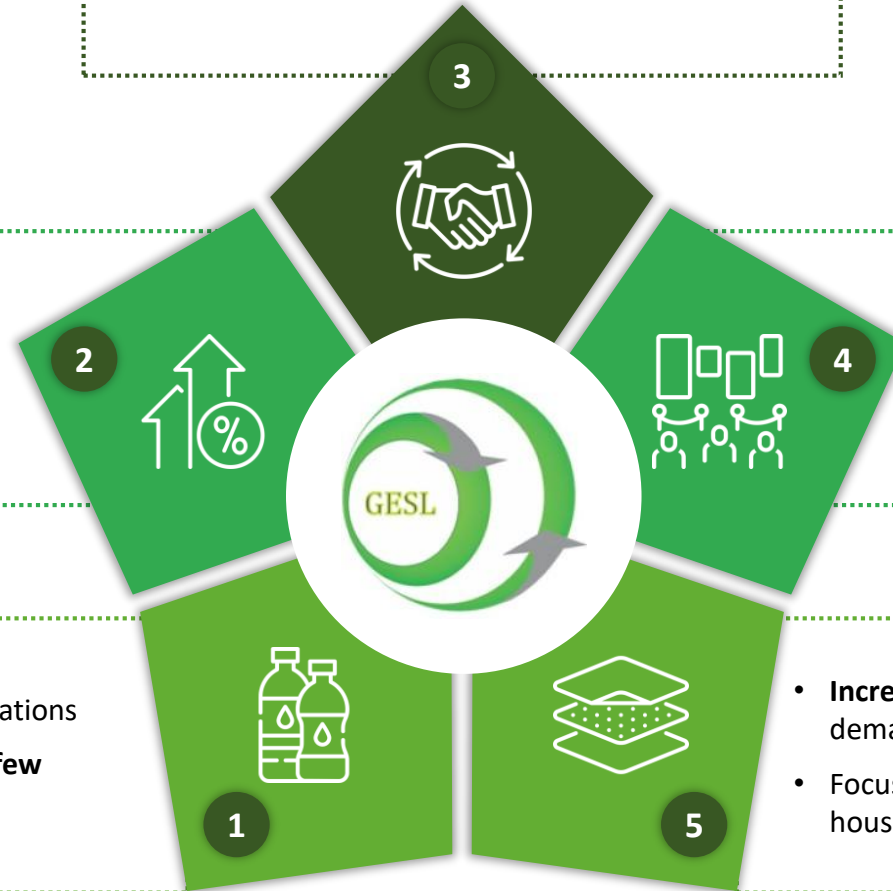 3
2
4
%
GESL
ations
few
1
5
• Incre
dema
• Focus
hous